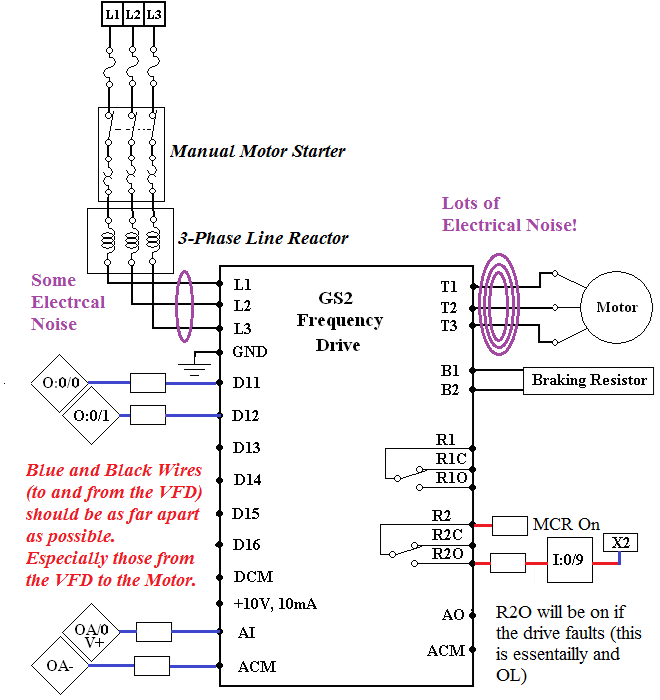 L1 L2 L3
Manual Motor Starter
3-Phase Line Reactor
Lots of
Electrical Noise!
Some
Electrcal
Noise
L1
L2
L3
GND
D11
D12
D13
D14
D15
D16
DCM
+10V, 10mA
AI
ACM
GS2
Frequency
Drive
T1
T2
T3
Motor
B1
B2
Braking Resistor
R1
R1C
R1O
R2
R2C
R2O
AO
ACM
MCR On
I:0/9
X2
O:0/0
O:0/1
Blue and Black Wires
(to and from the VFD)
should be as far apart
as possible.
Especially those from
the VFD to the Motor.
OA/0
V+
OA-
R2O will be on if
the drive faults (this
is essentailly and
OL)